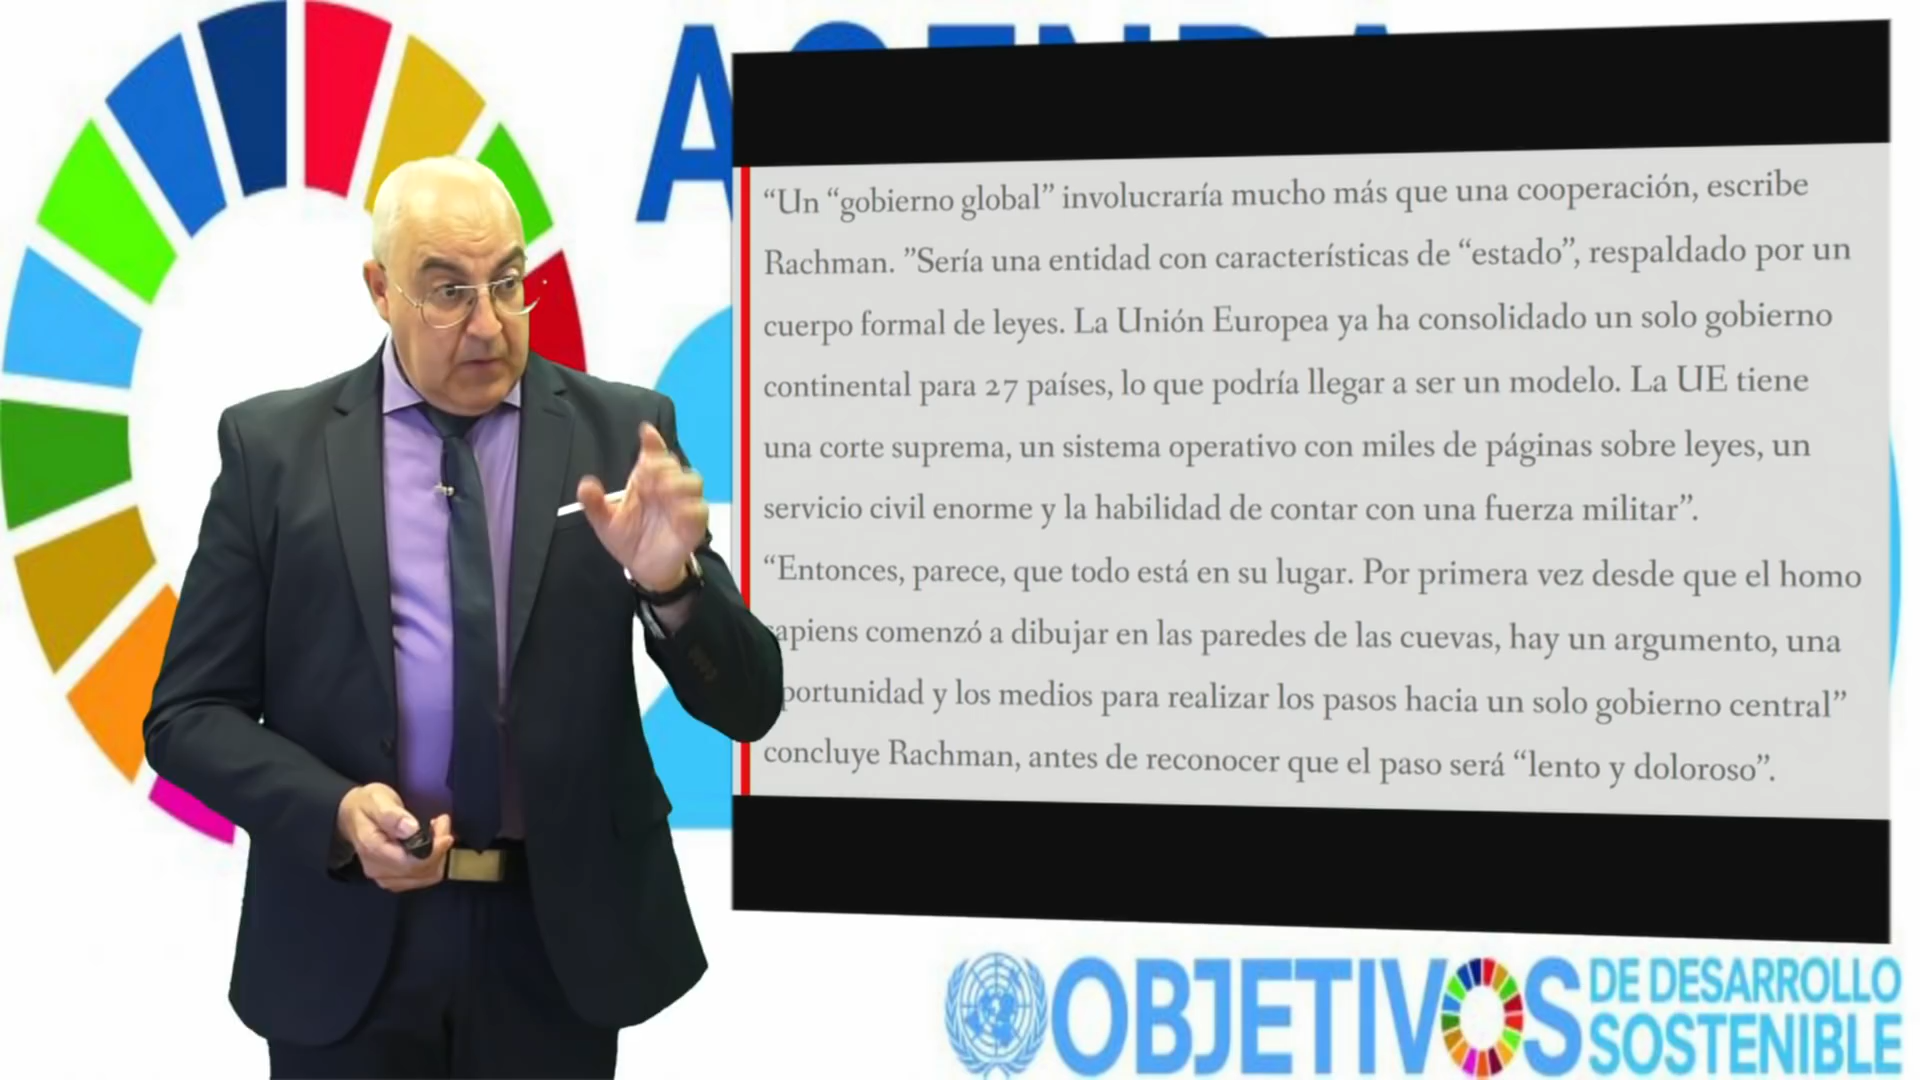 “Un “gobierno global” involucraría mucho más que una cooperación, escribe
Rachman. ”Sería una entidad con características de “estado”, respaldado por un
cuerpo formal de leyes. La Unión Europea ya ha consolidado un solo gobierno
continental para 27 países, lo que podría llegar a ser un modelo. La UE tiene
una corte suprema, un sistema operativo con miles de páginas sobre leyes, un
servicio civil enorme y la habilidad de contar con una fuerza militar”.
“Entonces, parece, que todo está en su lugar. Por primera vez desde que el homo
sapiens comenzó a dibujar en las paredes de las cuevas, hay un argumento, una
portunidad y los medios para realizar los pasos hacia un solo gobierno central”
concluye Rachman, antes de reconocer que el paso será “lento y doloroso”.
OBJETIVOS
DE DESARROLLO
SOSTENIBLE